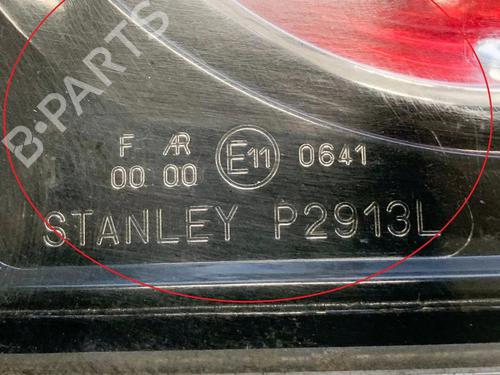 B-PARTS
F AR E11 0641
00 00
STANLEY P2913L